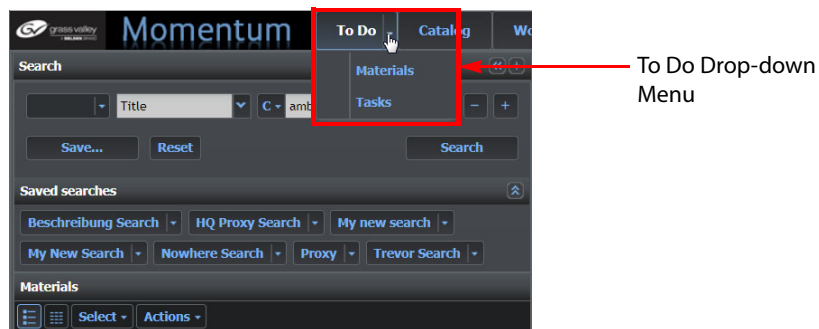 grass valley
A BELDEN BRAND
Momentum
To Do
Catalog
Search
Materials
Tasks
Title
C
amb
Save...
Reset
Search
Saved searches
Beschreibung Search
HQ Proxy Search
My new search
My New Search
Nowhere Search
Proxy
Trevor Search
Materials
Select
Actions
To Do Drop-down
Menu